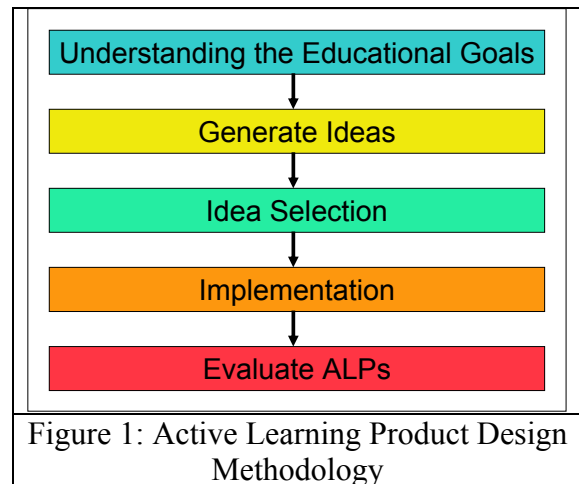 Understanding the Educational Goals
Generate Ideas
Idea Selection
Implementation
Evaluate ALPs
Figure 1: Active Learning Product Design
Methodology